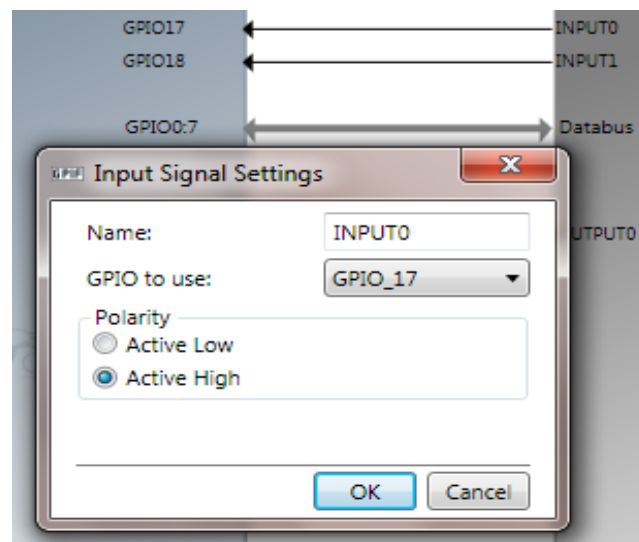 GPIO17 INPUT0
GPIO18 INPUT1
GPIO0:7 Databus
Input Signal Settings
Name: INPUT0
UTPUT0
GPIO to use: GPIO_17
Polarity
Active Low
Active High
OK Cancel